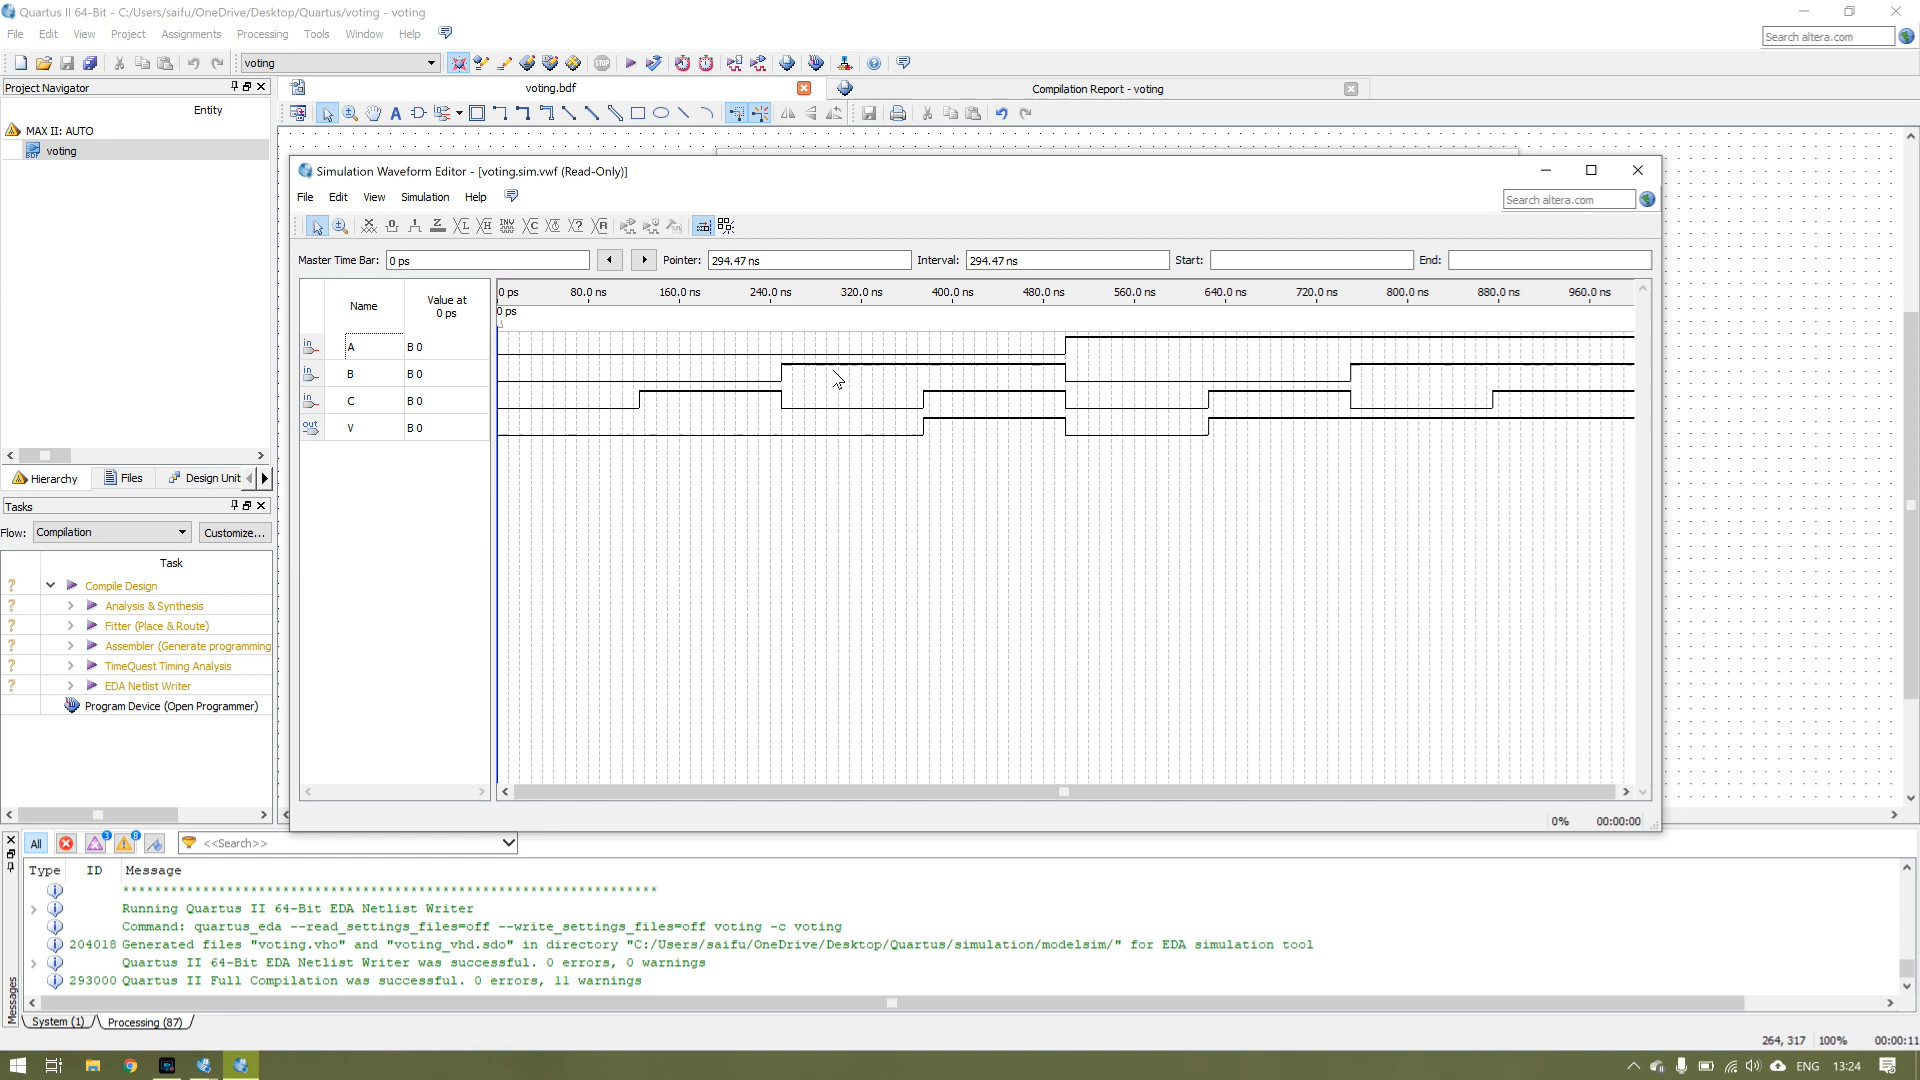 Quartus II 64-Bit - C:/Users/saifu/OneDrive/Desktop/Quartus/voting - voting
File Edit View Project Assignments Processing Tools Window Help
Search altera.com
voting
Project Navigator
voting.bdf
Compilation Report - voting
Entity
MAX II: AUTO
voting
Simulation Waveform Editor - [voting.sim.vwf (Read-Only)]
File Edit View Simulation Help
Search altera.com
Master Time Bar: 0 ps Pointer: 294.47 ns Interval: 294.47 ns Start: End:
Name Value at 0 ps
0 ps 80.0 ns 160.0 ns 240.0 ns 320.0 ns 400.0 ns 480.0 ns 560.0 ns 640.0 ns 720.0 ns 800.0 ns 880.0 ns 960.0 ns
0 ps
in A B 0
in B B 0
in C B 0
out V B 0
0% 00:00:00
Hierarchy Files Design Unit
Tasks
Flow: Compilation Customize...
Task
Compile Design
Analysis & Synthesis
Fitter (Place & Route)
Assembler (Generate programming
TimeQuest Timing Analysis
EDA Netlist Writer
Program Device (Open Programmer)
All 3 8 <<Search>>
Type ID Message
*******************************************************************
Running Quartus II 64-Bit EDA Netlist Writer
Command: quartus_eda --read_settings_files=off --write_settings_files=off voting -c voting
204018 Generated files "voting.vho" and "voting_vhd.sdo" in directory "C:/Users/saifu/OneDrive/Desktop/Quartus/simulation/modelsim/" for EDA simulation tool
Quartus II 64-Bit EDA Netlist Writer was successful. 0 errors, 0 warnings
293000 Quartus II Full Compilation was successful. 0 errors, 11 warnings
Messages
System (1) Processing (87)
264, 317 100% 00:00:11
ENG 13:24